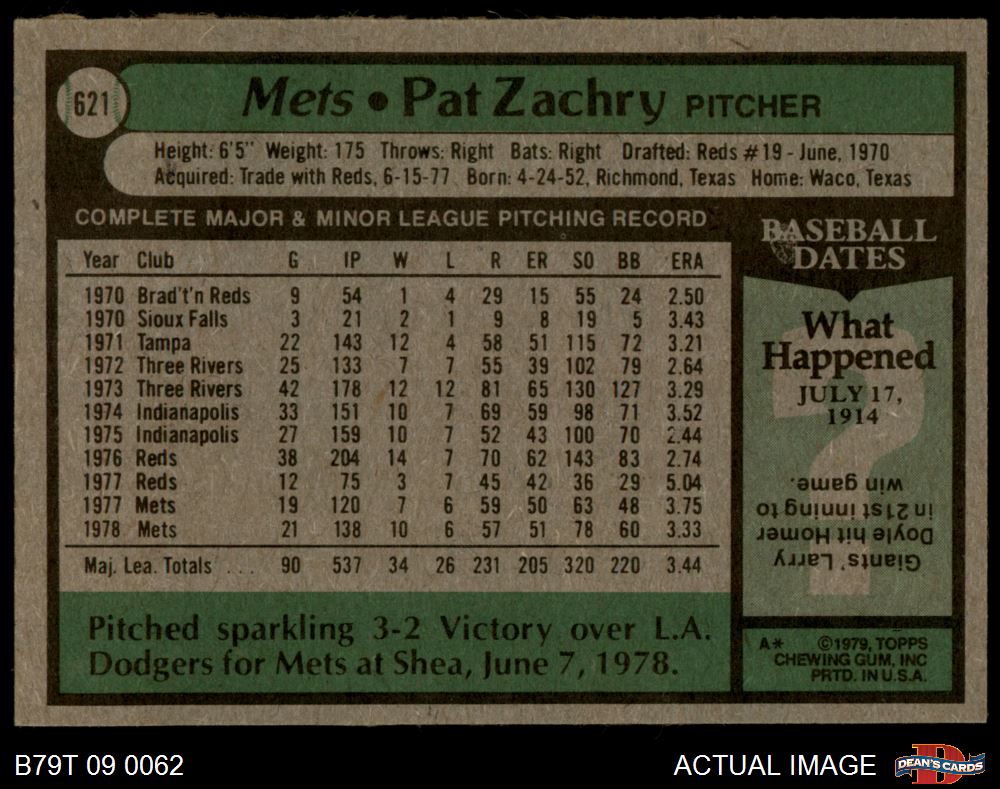 621
Mets • Pat Zachry PITCHER
Height: 6'5" Weight: 175 Throws: Right Bats: Right Drafted: Reds #19 - June, 1970
Acquired: Trade with Reds, 6-15-77 Born: 4-24-52, Richmond, Texas Home: Waco, Texas
COMPLETE MAJOR & MINOR LEAGUE PITCHING RECORD
Year Club G IP W L R ER SO BB ERA
1970 Brad't'n Reds 9 54 1 4 29 15 55 24 2.50
1970 Sioux Falls 3 21 2 1 9 8 19 5 3.43
1971 Tampa 22 143 12 4 58 51 115 72 3.21
1972 Three Rivers 25 133 7 7 55 39 102 79 2.64
1973 Three Rivers 42 178 12 12 81 65 130 127 3.29
1974 Indianapolis 33 151 10 7 69 59 98 71 3.52
1975 Indianapolis 27 159 10 7 52 43 100 70 2.44
1976 Reds 38 204 14 7 70 62 143 83 2.74
1977 Reds 12 75 3 7 45 42 36 29 5.04
1977 Mets 19 120 7 6 59 50 63 48 3.75
1978 Mets 21 138 10 6 57 51 78 60 3.33
Maj. Lea. Totals ... 90 537 34 26 231 205 320 220 3.44
Pitched sparkling 3-2 Victory over L.A.
Dodgers for Mets at Shea, June 7, 1978.
BASEBALL
DATES
What
Happened
JULY 17,
1914
Giants' Larry
Doyle hit Homer
in 21st inning to
win game.
A* ©1979, TOPPS
CHEWING GUM, INC
PRTD. IN U.S.A.
B79T 09 0062
ACTUAL IMAGE
D
DEAN'S CARDS